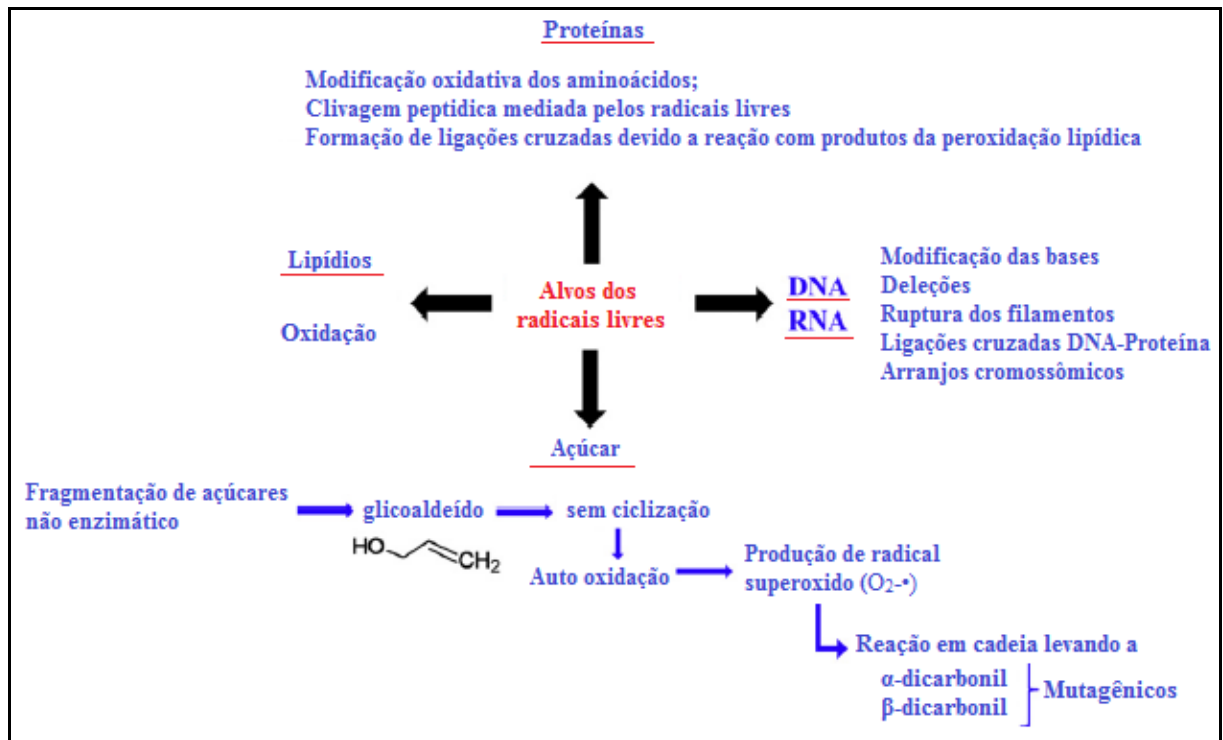 Proteínas
Modificação oxidativa dos aminoácidos;
Clivagem peptidica mediada pelos radicais livres
Formação de ligações cruzadas devido a reação com produtos da peroxidação lipídica
Lipídios
Oxidação
Alvos dos
radicais livres
DNA
RNA
Modificação das bases
Deleções
Ruptura dos filamentos
Ligações cruzadas DNA-Proteína
Arranjos cromossômicos
Açúcar
Fragmentação de açúcares
não enzimático
glicoaldeído
HO
CH2
sem ciclização
Auto oxidação
Produção de radical
superoxido (O2-•)
Reação em cadeia levando a
α-dicarbonil
β-dicarbonil
Mutagênicos